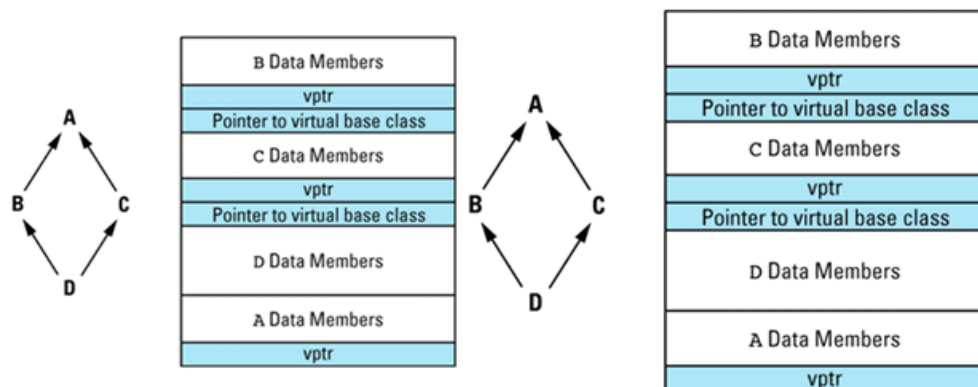 A
B
C
D
B Data Members
vptr
Pointer to virtual base class
C Data Members
vptr
Pointer to virtual base class
D Data Members
A Data Members
vptr
A
B
C
D
B Data Members
vptr
Pointer to virtual base class
C Data Members
vptr
Pointer to virtual base class
D Data Members
A Data Members
vptr